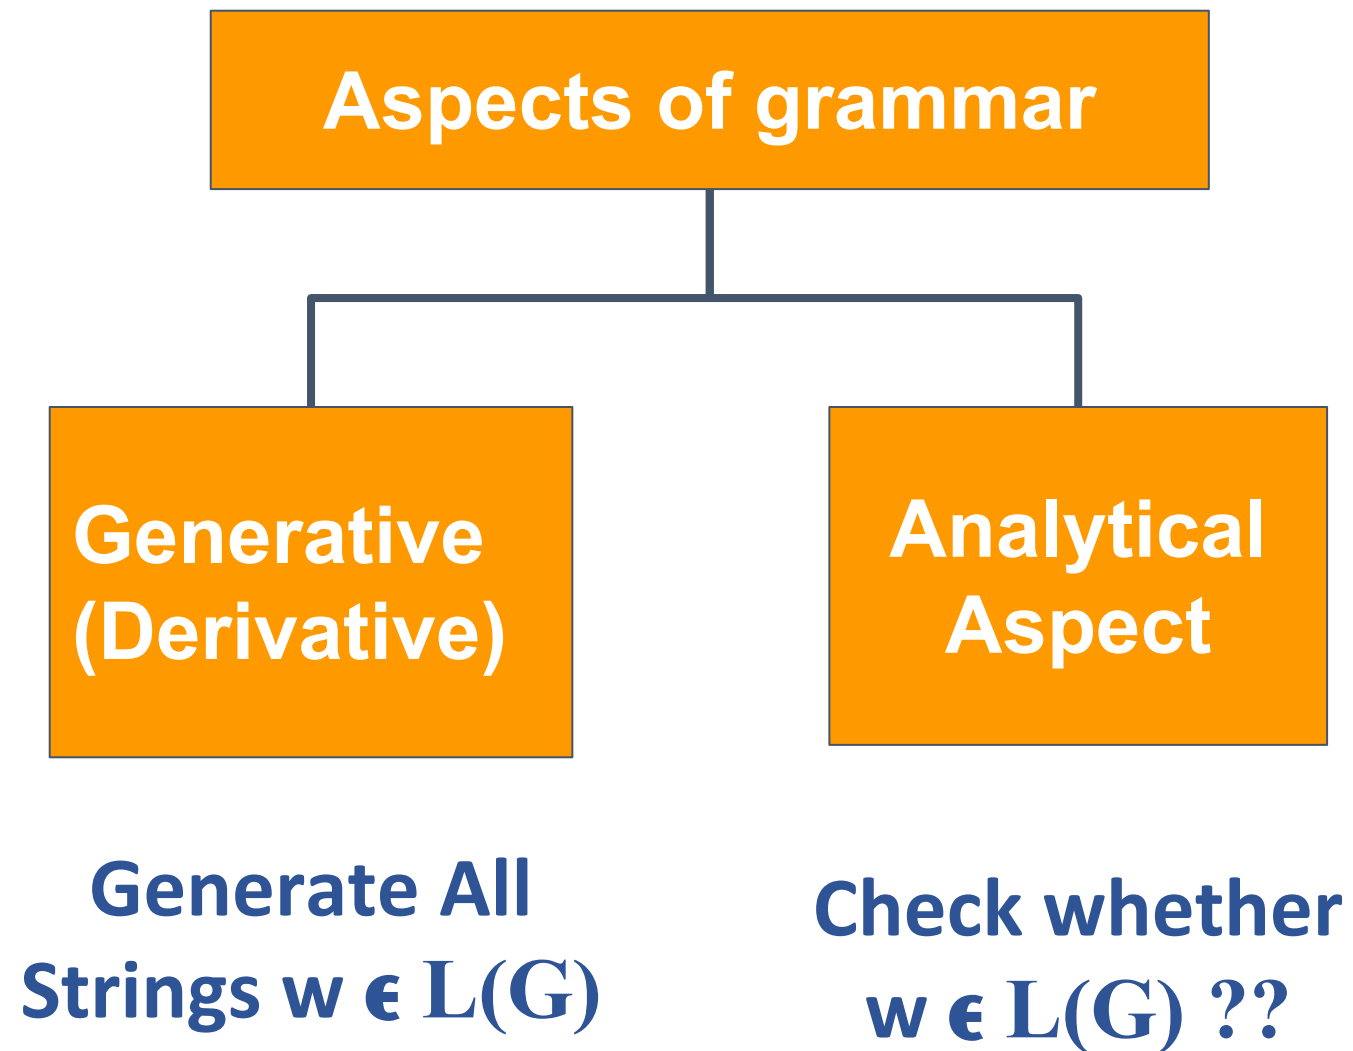 Aspects of grammar
Generative
(Derivative)
Analytical
Aspect
Generate All
Strings w ϵ L(G)
Check whether
w ϵ L(G) ??